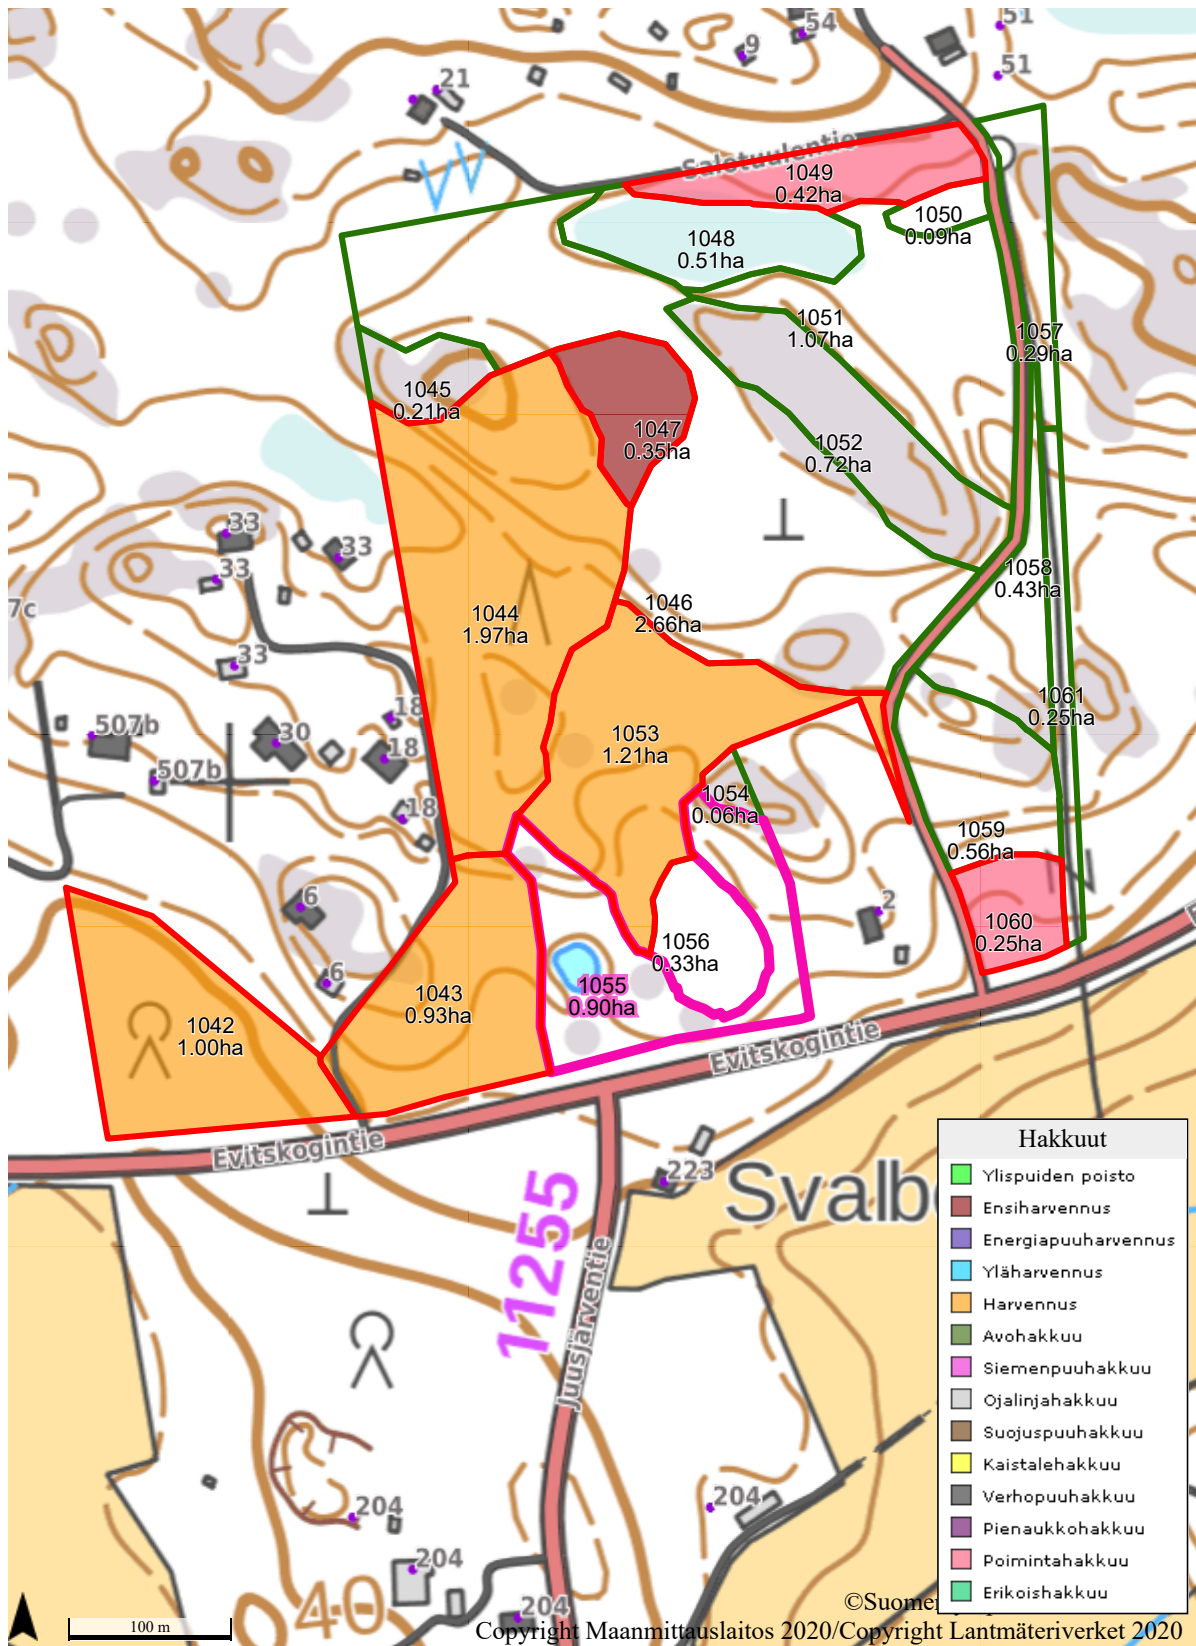 51
54
9
51
21
Salotuulentie
1049
0.42ha
1050
0.09ha
1048
0.51ha
1051
1.07ha
1057
0.29ha
1045
0.21ha
1047
0.35ha
1052
0.72ha
33
33
33
7c
1058
0.43ha
1044
1.97ha
1046
2.66ha
33
18
507b
30
18
507b
1053
1.21ha
1061
0.25ha
18
1054
0.06ha
1059
0.56ha
6
2
1060
0.25ha
1056
0.33ha
6
1055
0.90ha
1043
0.93ha
1042
1.00ha
Evitskogintie
Evitskogintie
223
11255
Juusjärventie
Hakkuut
Ylispuiden poisto
Ensiharvennus
Energiapuuharvennus
Yläharvennus
Harvennus
Avohakkuu
Siemenpuuhakkuu
Ojalinjahakkuu
Suojuspuuhakkuu
Kaistalehakkuu
Verhopuuhakkuu
Pienaukkohakkuu
Poimintahakkuu
Erikoishakkuu
204
204
204
204
40
100 m
Copyright Maanmittauslaitos 2020/Copyright Lantmäteriverket 2020